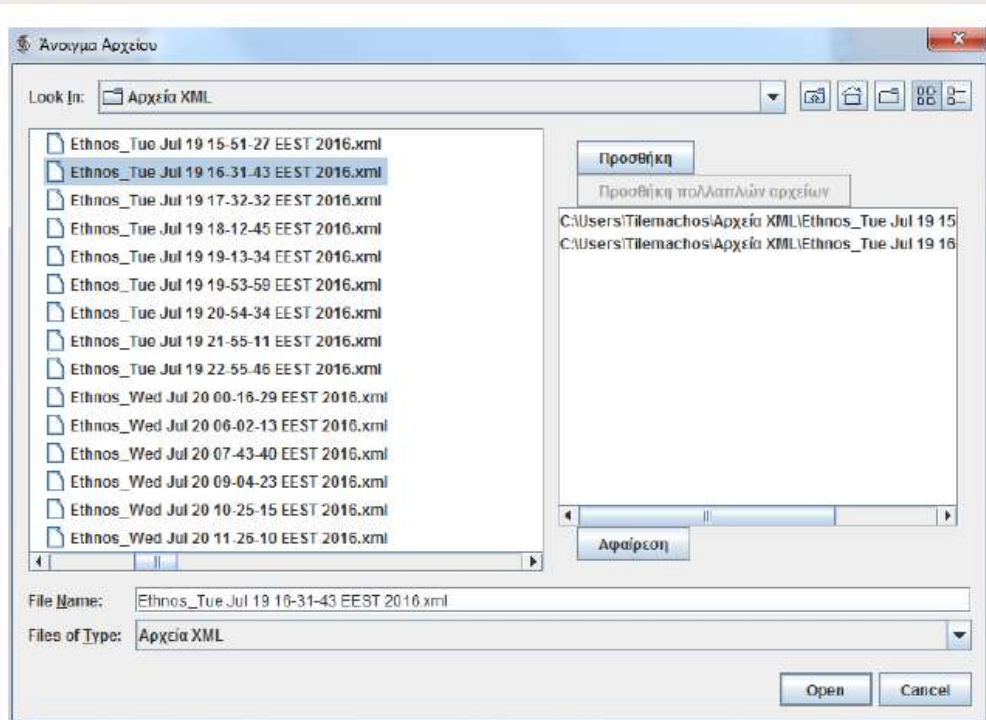 Άνοιγμα Αρχείου
Look In: Αρχεία XML
Ethnos_Tue Jul 19 15-51-27 EEST 2016.xml
Ethnos_Tue Jul 19 16-31-43 EEST 2016.xml
Ethnos_Tue Jul 19 17-32-32 EEST 2016.xml
Ethnos_Tue Jul 19 18-12-45 EEST 2016.xml
Ethnos_Tue Jul 19 19-13-34 EEST 2016.xml
Ethnos_Tue Jul 19 19-53-59 EEST 2016.xml
Ethnos_Tue Jul 19 20-54-34 EEST 2016.xml
Ethnos_Tue Jul 19 21-55-11 EEST 2016.xml
Ethnos_Tue Jul 19 22-55-46 EEST 2016.xml
Ethnos_Wed Jul 20 00-16-29 EEST 2016.xml
Ethnos_Wed Jul 20 06-02-13 EEST 2016.xml
Ethnos_Wed Jul 20 07-43-40 EEST 2016.xml
Ethnos_Wed Jul 20 09-04-23 EEST 2016.xml
Ethnos_Wed Jul 20 10-25-15 EEST 2016.xml
Ethnos_Wed Jul 20 11-26-10 EEST 2016.xml
Προσθήκη
Προσθήκη πολλαπλών αρχείων
C:\Users\Tilemachos\Αρχεία XML\Ethnos_Tue Jul 19 15
C:\Users\Tilemachos\Αρχεία XML\Ethnos_Tue Jul 19 16
Αφαίρεση
File Name: Ethnos_Tue Jul 19 16-31-43 EEST 2016.xml
Files of Type: Αρχεία XML
Open Cancel